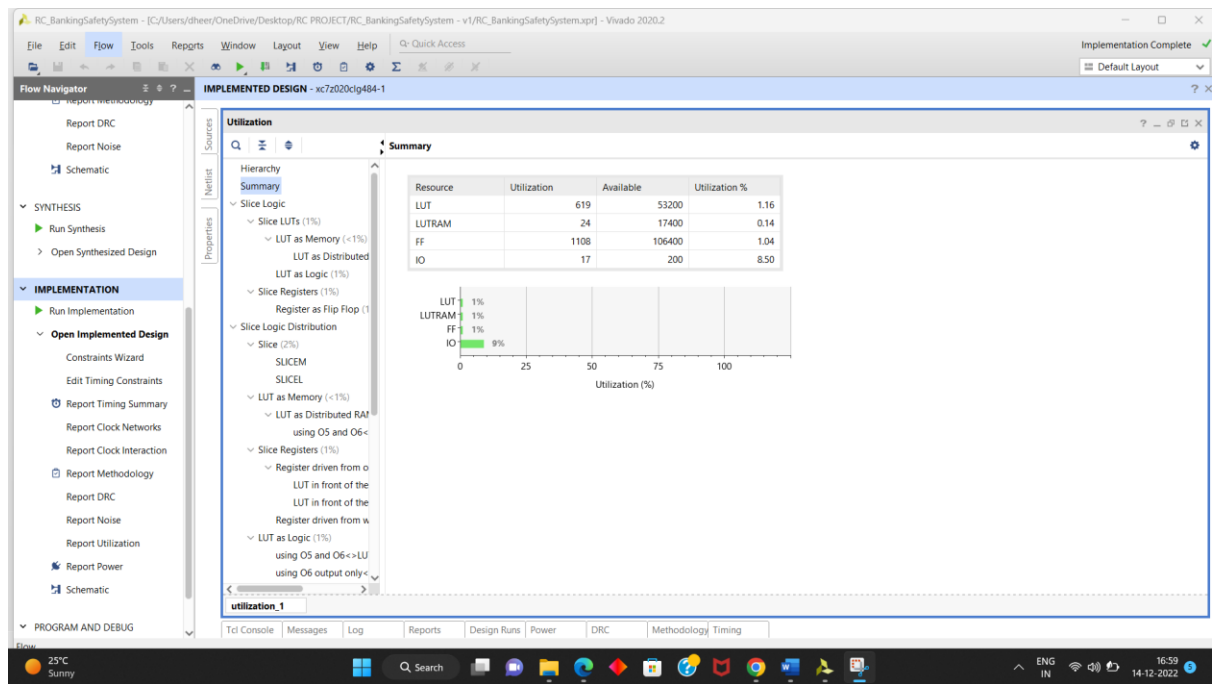 RC_BankingSafetySystem - [C:/Users/dheer/OneDrive/Desktop/RC PROJECT/RC_BankingSafetySystem - v1/RC_BankingSafetySystem.xpr] - Vivado 2020.2
File Edit Flow Tools Reports Window Layout View Help Q- Quick Access Implementation Complete
Default Layout
Flow Navigator ? IMPLEMENTED DESIGN - xc7z020clg484-1 ?
Report Methodology
Report DRC
Report Noise
Schematic
SYNTHESIS
Run Synthesis
Open Synthesized Design
IMPLEMENTATION
Run Implementation
Open Implemented Design
Constraints Wizard
Edit Timing Constraints
Report Timing Summary
Report Clock Networks
Report Clock Interaction
Report Methodology
Report DRC
Report Noise
Report Utilization
Report Power
Schematic
PROGRAM AND DEBUG
Flow
Sources
Netlist
Properties
Utilization ?
Hierarchy
Summary
Slice Logic
Slice LUTs (1%)
LUT as Memory (<1%)
LUT as Distributed
LUT as Logic (1%)
Slice Registers (1%)
Register as Flip Flop (1
Slice Logic Distribution
Slice (2%)
SLICEM
SLICEL
LUT as Memory (<1%)
LUT as Distributed RAM
using O5 and O6<
Slice Registers (1%)
Register driven from o
LUT in front of the
LUT in front of the
Register driven from w
LUT as Logic (1%)
using O5 and O6<>LU
using O6 output only<
utilization_1
Summary
Resource Utilization Available Utilization %
LUT 619 53200 1.16
LUTRAM 24 17400 0.14
FF 1108 106400 1.04
IO 17 200 8.50
LUT 1%
LUTRAM 1%
FF 1%
IO 9%
0 25 50 75 100
Utilization (%)
Tcl Console Messages Log Reports Design Runs Power DRC Methodology Timing
25°C
Sunny
Search
ENG
IN
16:59
14-12-2022
5